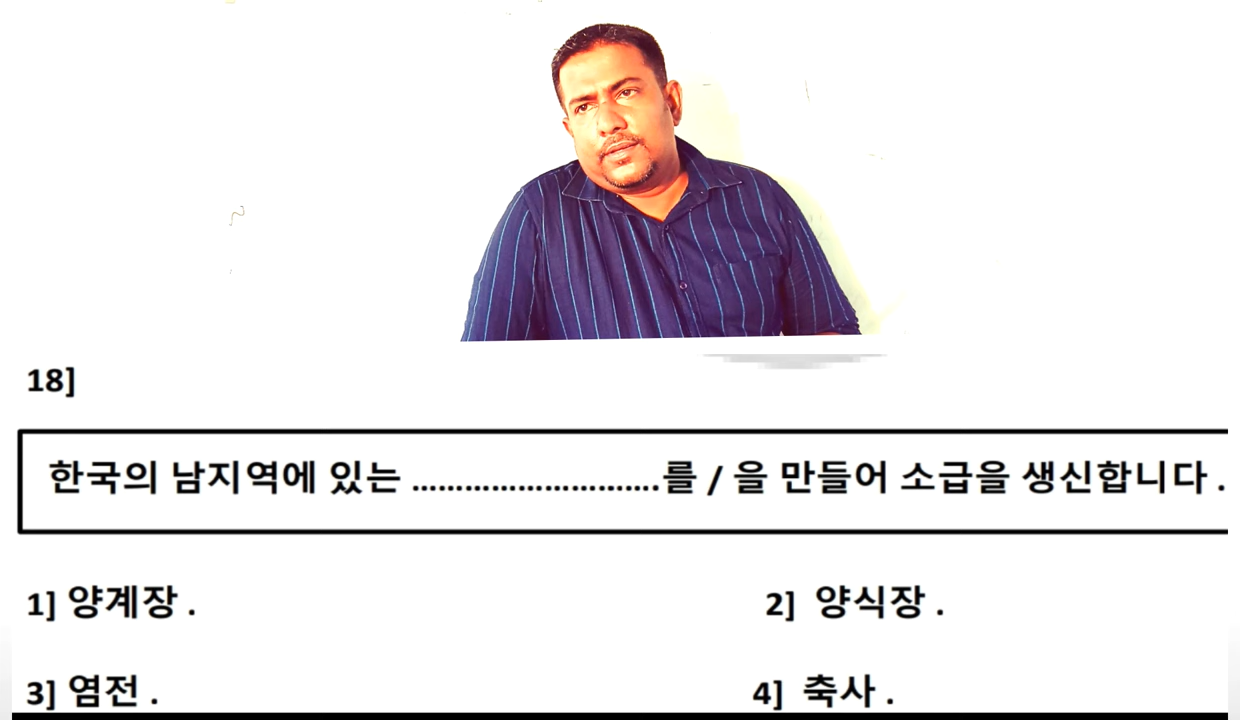 18]
한국의 남지역에 있는 ............................를 / 을 만들어 소급을 생신합니다 .
1] 양계장 .
2] 양식장 .
3] 염전 .
4] 축사 .